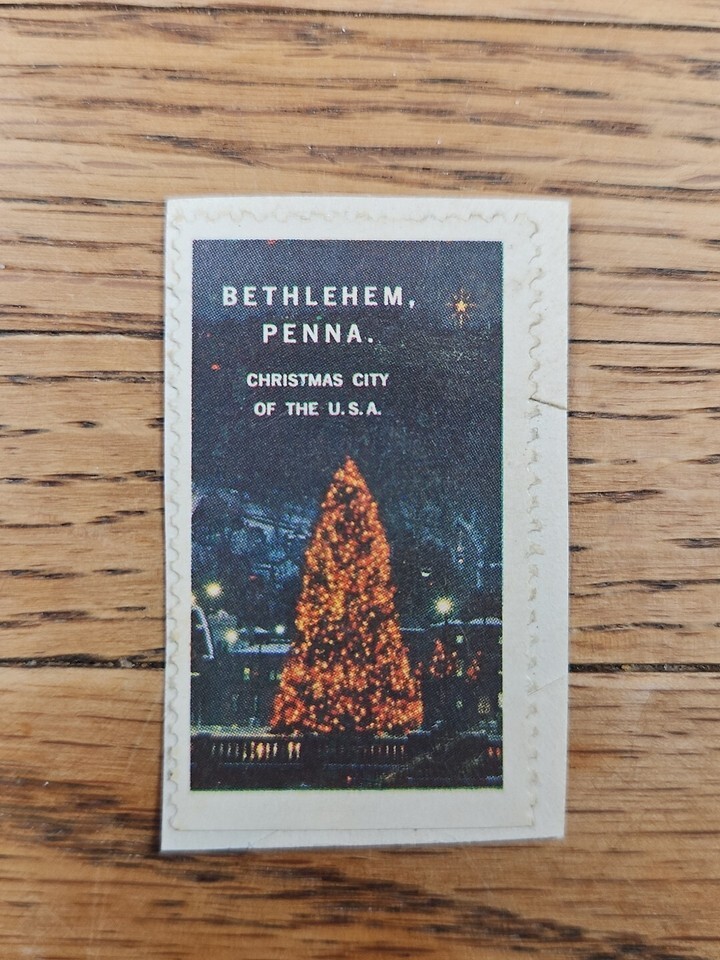 BETHLEHEM,
PENNA.
CHRISTMAS CITY
OF THE U.S.A.